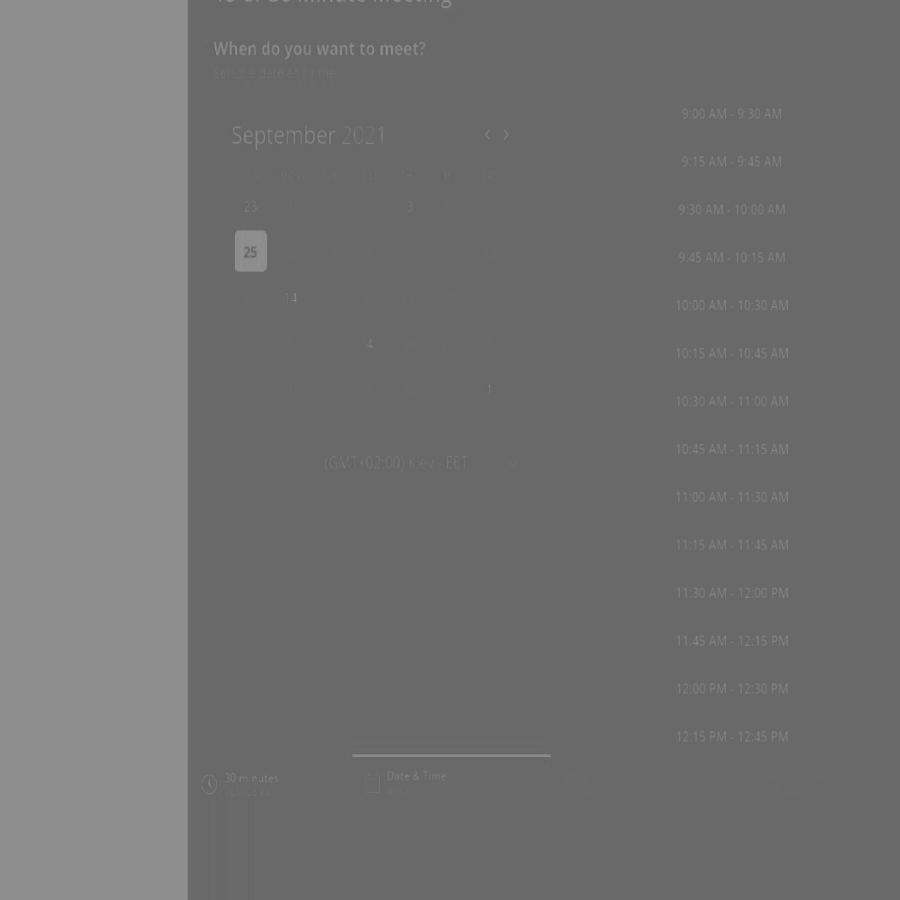 15 or 30 Minute Meeting
When do you want to meet?
Select a date and time
September 2021
23 3
25
14
4
1
(GMT+02:00) Kiev - EET
9:00 AM - 9:30 AM
9:15 AM - 9:45 AM
9:30 AM - 10:00 AM
9:45 AM - 10:15 AM
10:00 AM - 10:30 AM
10:15 AM - 10:45 AM
10:30 AM - 11:00 AM
10:45 AM - 11:15 AM
11:00 AM - 11:30 AM
11:15 AM - 11:45 AM
11:30 AM - 12:00 PM
11:45 AM - 12:15 PM
12:00 PM - 12:30 PM
12:15 PM - 12:45 PM
30 minutes
Date & Time